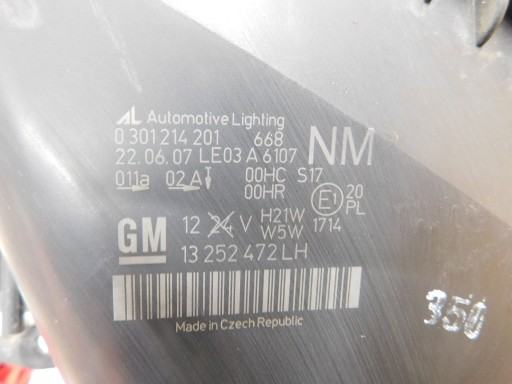 AL Automotive Lighting
0 301 214 201 668
22.06.07 LE03 A 6107 NM
011a 02A 00HC S17
00HR E1 20 PL
GM 12 24 V H21W W5W 1714
13 252 472 LH
Made in Czech Republic
350